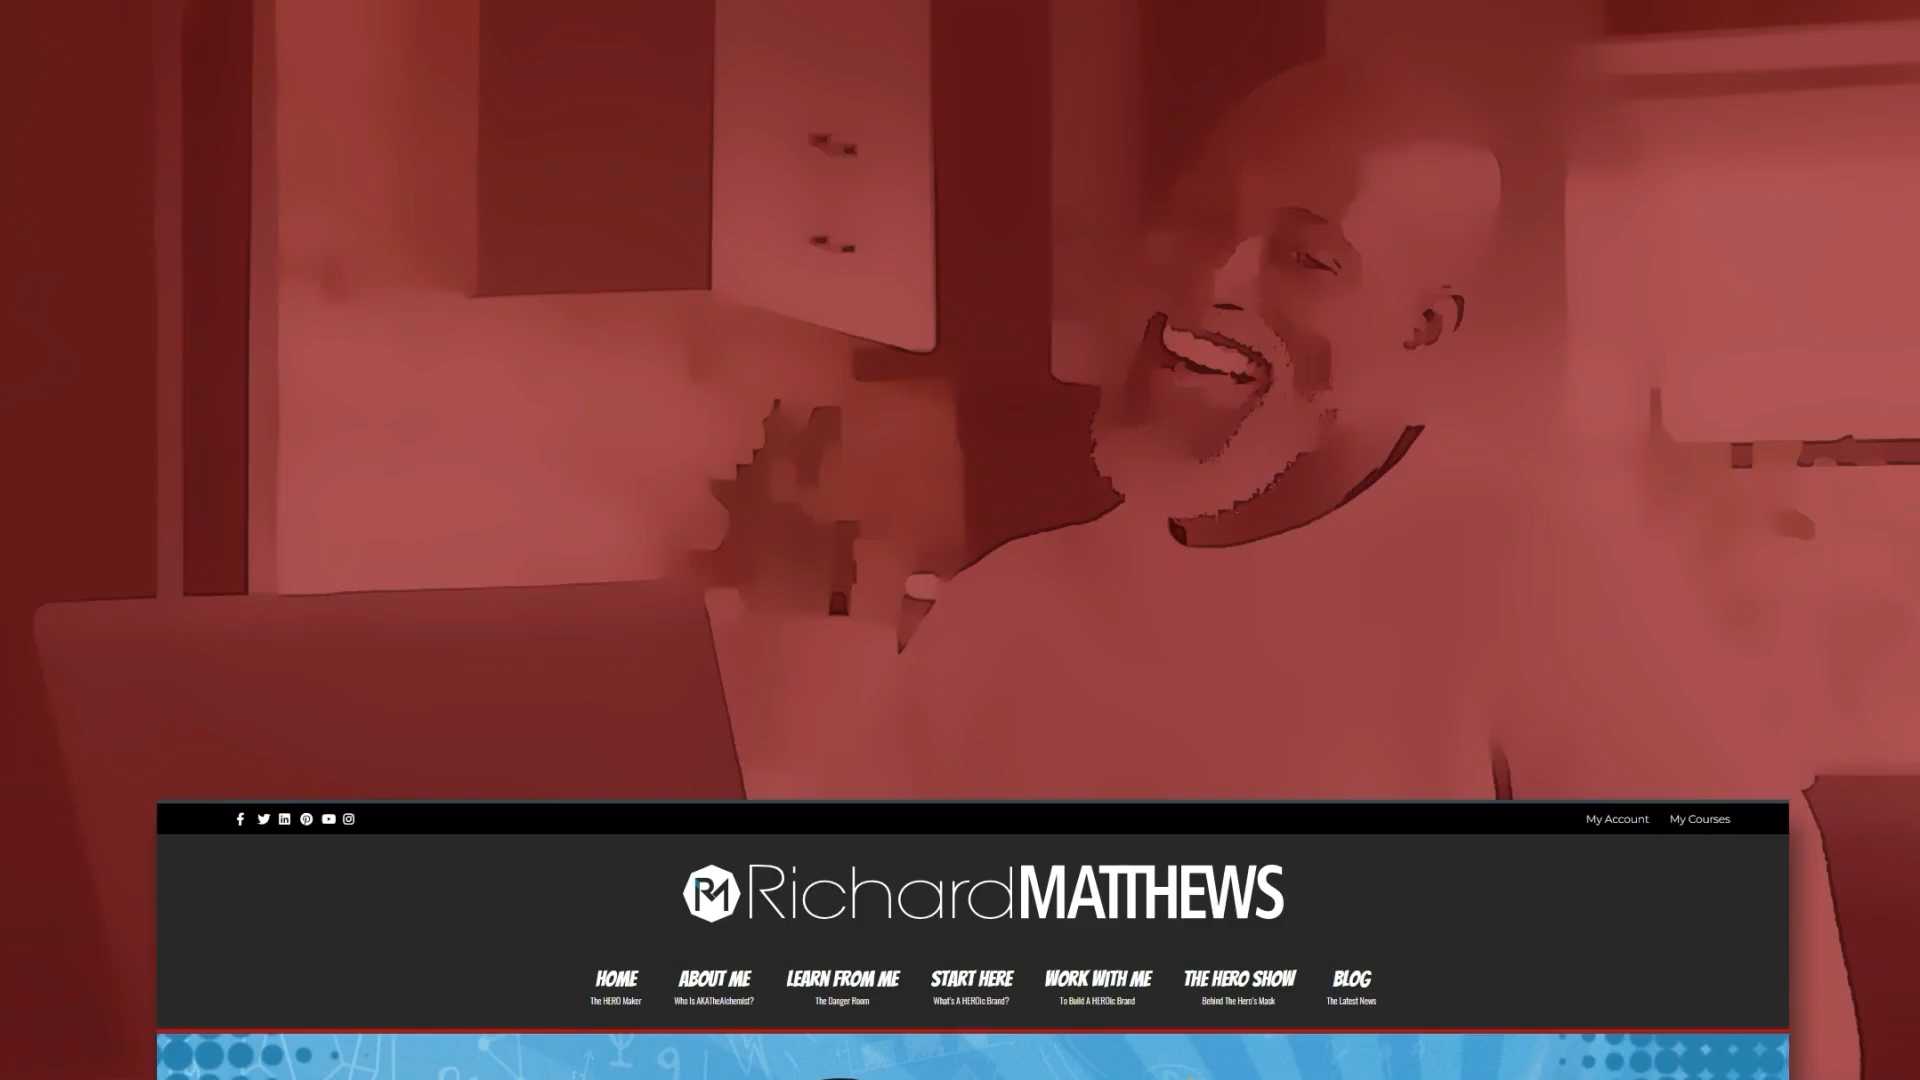 My Account My Courses
RM RichardMATTHEWS
HOME ABOUT ME LEARN FROM ME START HERE WORK WITH ME THE HERO SHOW BLOG
The HERO Maker Who Is AKATheAlchemist? The Danger Room What's A HEROic Brand? To Build A HEROic Brand Behind The Hero's Mask The Latest News